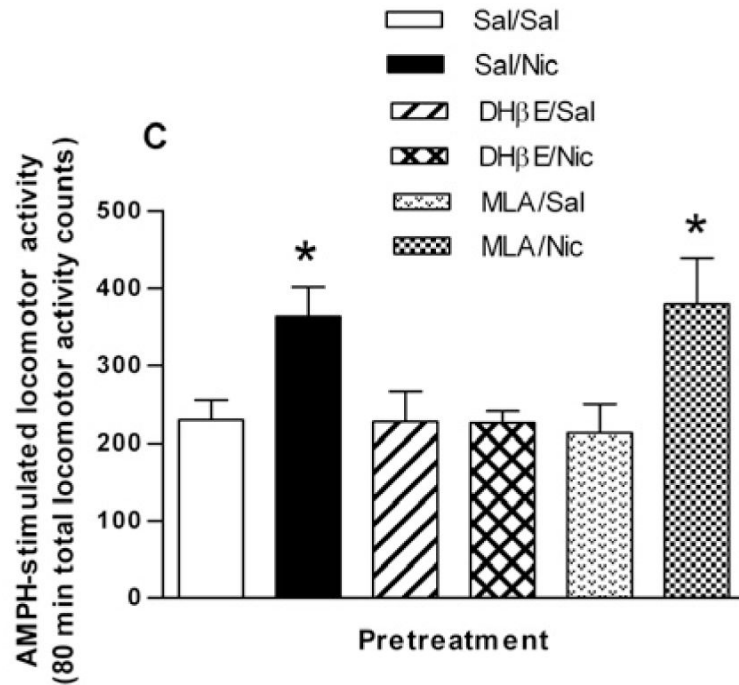 Sal/Sal
Sal/Nic
DHβE/Sal
DHβE/Nic
MLA/Sal
MLA/Nic
C
AMPH-stimulated locomotor activity
(80 min total locomotor activity counts)
500
400
300
200
100
0
*
*
Pretreatment